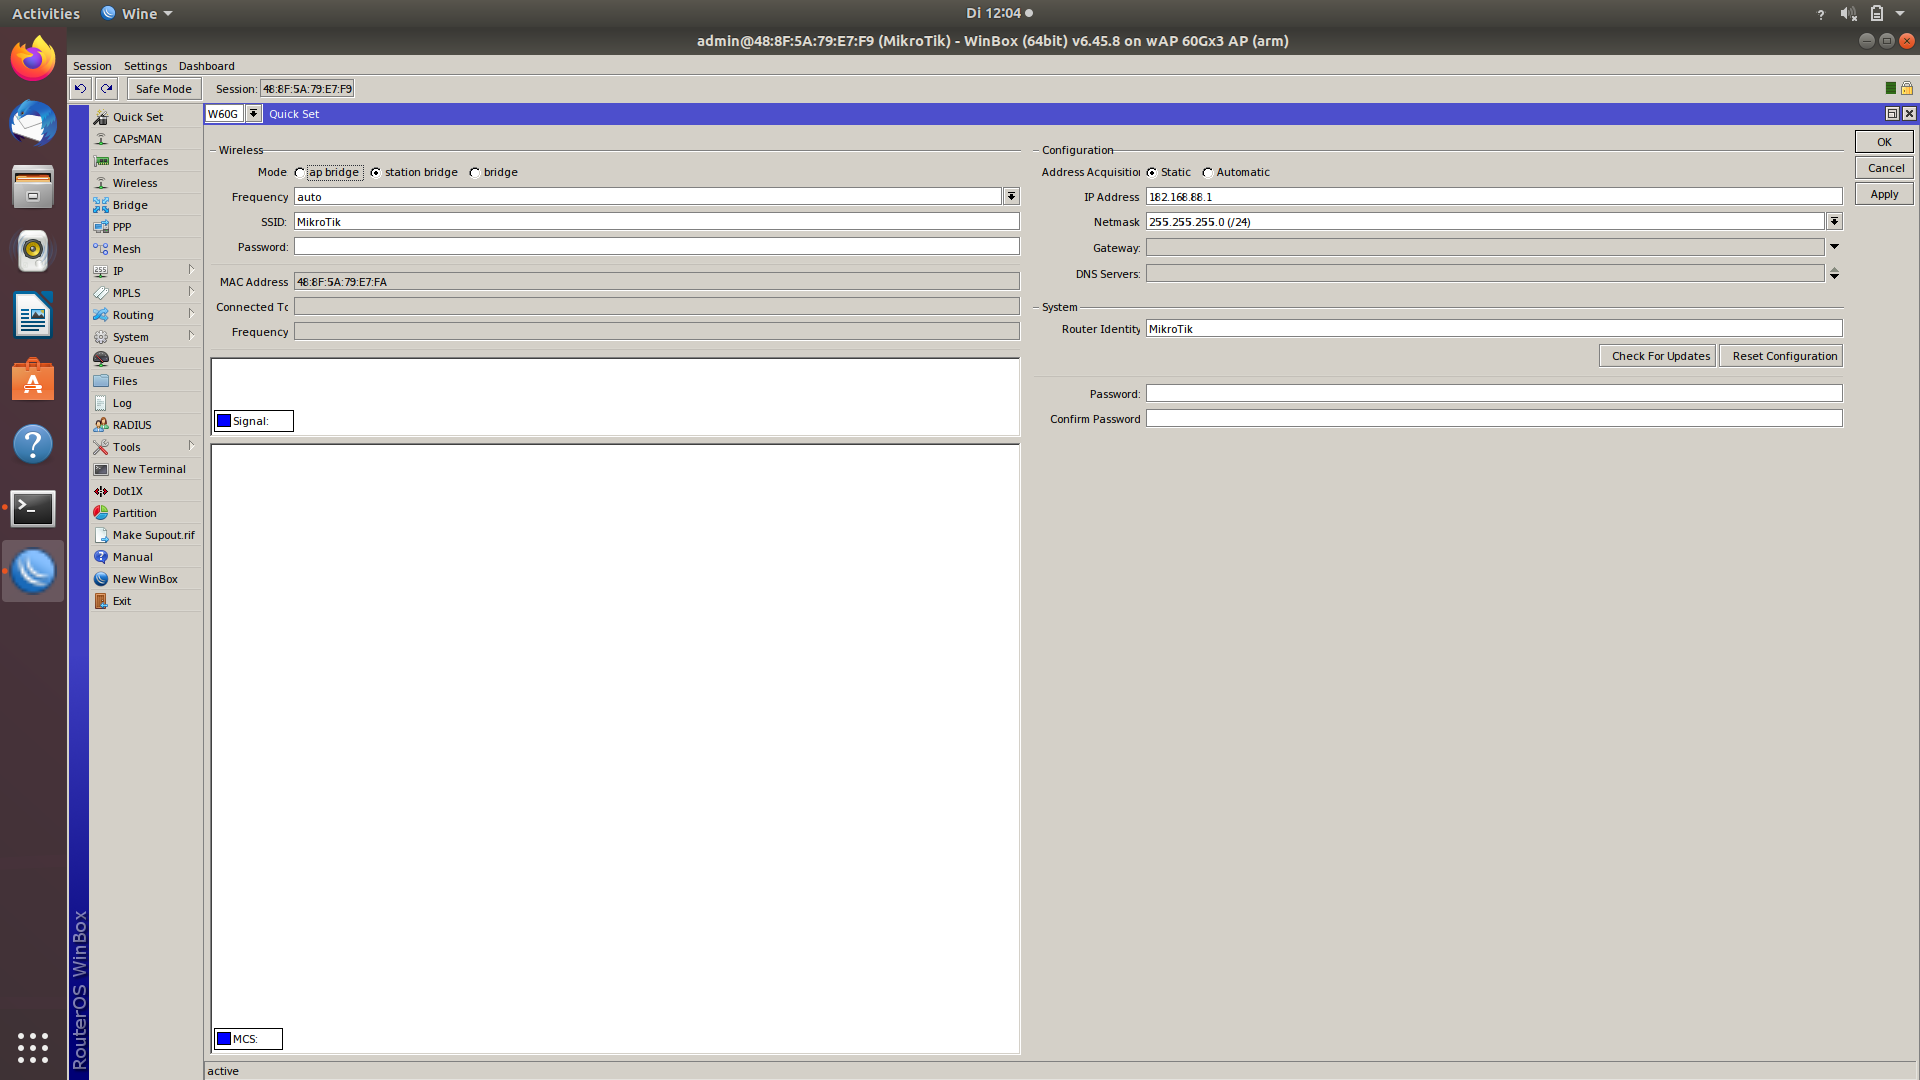 Activities Wine Di 12:04 ?
admin@48:8F:5A:79:E7:F9 (MikroTik) - WinBox (64bit) v6.45.8 on wAP 60Gx3 AP (arm)
Session Settings Dashboard
Safe Mode Session: 48:8F:5A:79:E7:F9
W60G Quick Set
Quick Set
CAPsMAN
Interfaces
Wireless
Bridge
PPP
Mesh
IP
MPLS
Routing
System
Queues
Files
Log
RADIUS
Tools
New Terminal
Dot1X
Partition
Make Supout.rif
Manual
New WinBox
Exit
RouterOS WinBox
Wireless
Mode ap bridge station bridge bridge
Frequency auto
SSID: MikroTik
Password:
MAC Address 48:8F:5A:79:E7:FA
Connected Tc
Frequency
Signal:
MCS:
Configuration
Address Acquisition Static Automatic
IP Address 182.168.88.1
Netmask 255.255.255.0 (/24)
Gateway:
DNS Servers:
System
Router Identity MikroTik
Check For Updates Reset Configuration
Password:
Confirm Password
OK
Cancel
Apply
active